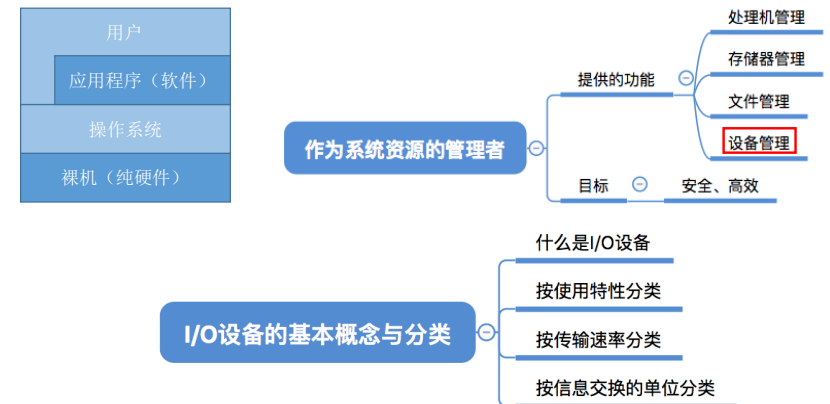 用户
应用程序（软件）
操作系统
裸机（纯硬件）
作为系统资源的管理者
提供的功能
处理机管理
存储器管理
文件管理
设备管理
目标
安全、高效
I/O设备的基本概念与分类
什么是I/O设备
按使用特性分类
按传输速率分类
按信息交换的单位分类